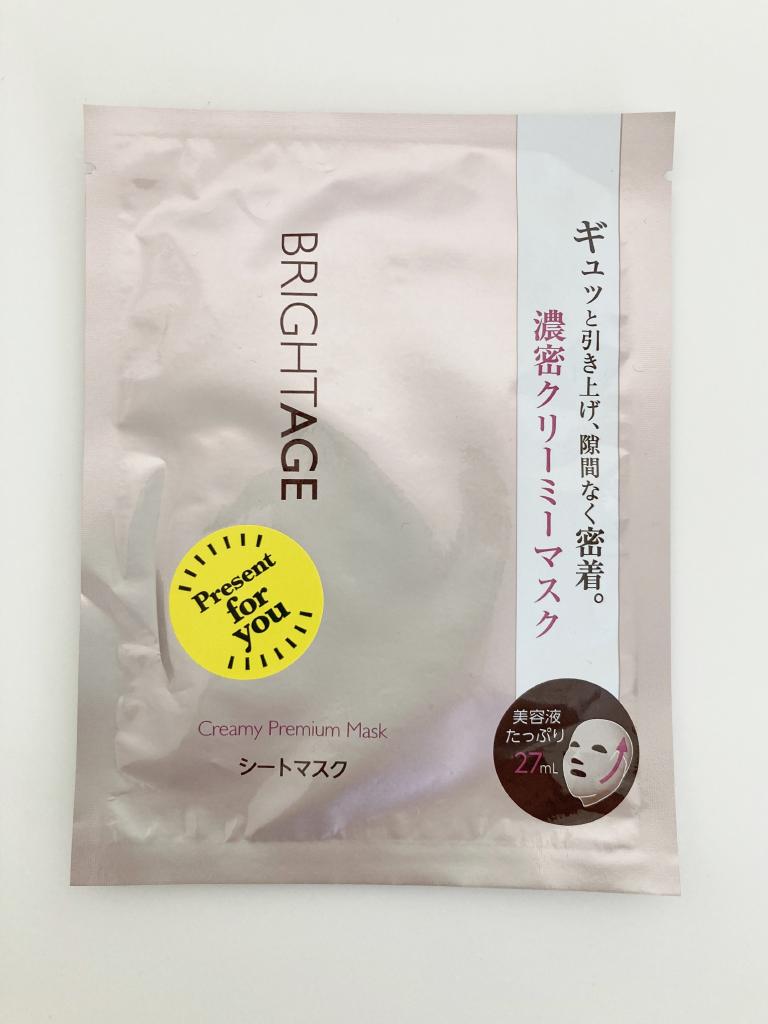 ギュッと引き上げ、隙間なく密着。
濃密クリーミーマスク
BRIGHTAGE
Present
for
you
Creamy Premium Mask
シートマスク
美容液
たっぷり
27mL